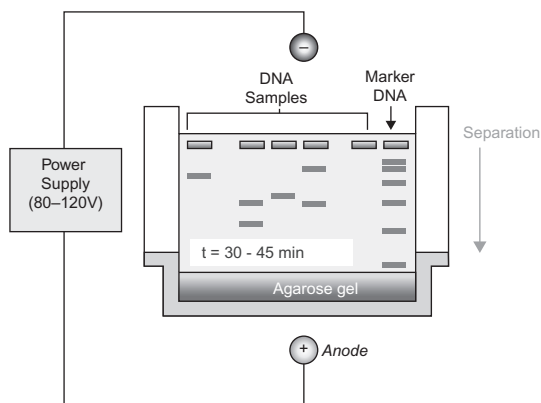 −
DNA
Samples
Marker
DNA
Separation
Power
Supply
(80–120V)
t = 30 - 45 min
Agarose gel
+
Anode